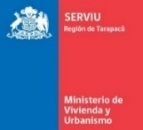 SERVIU
Región de Tarapacá
Ministerio de
Vivienda y
Urbanismo